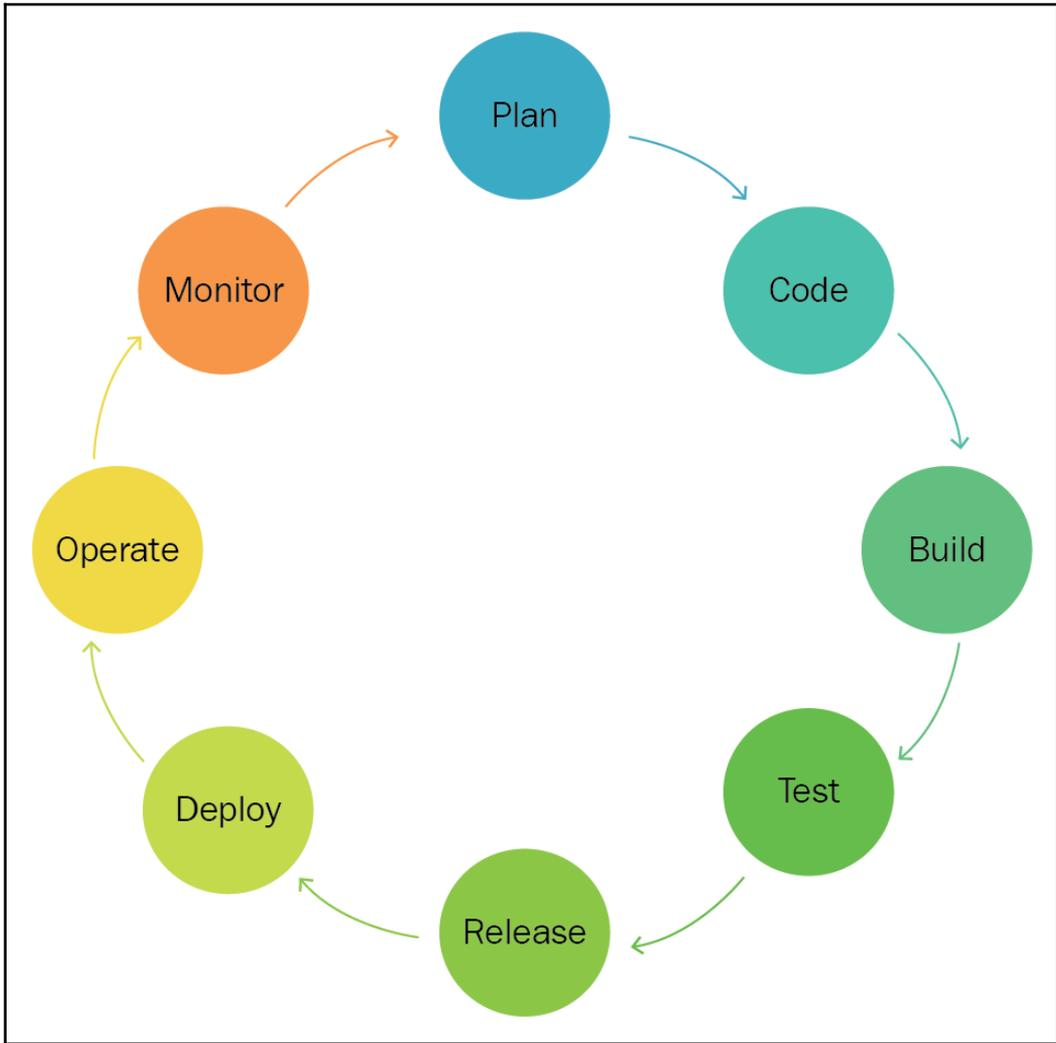 Plan
Code
Build
Test
Release
Deploy
Operate
Monitor